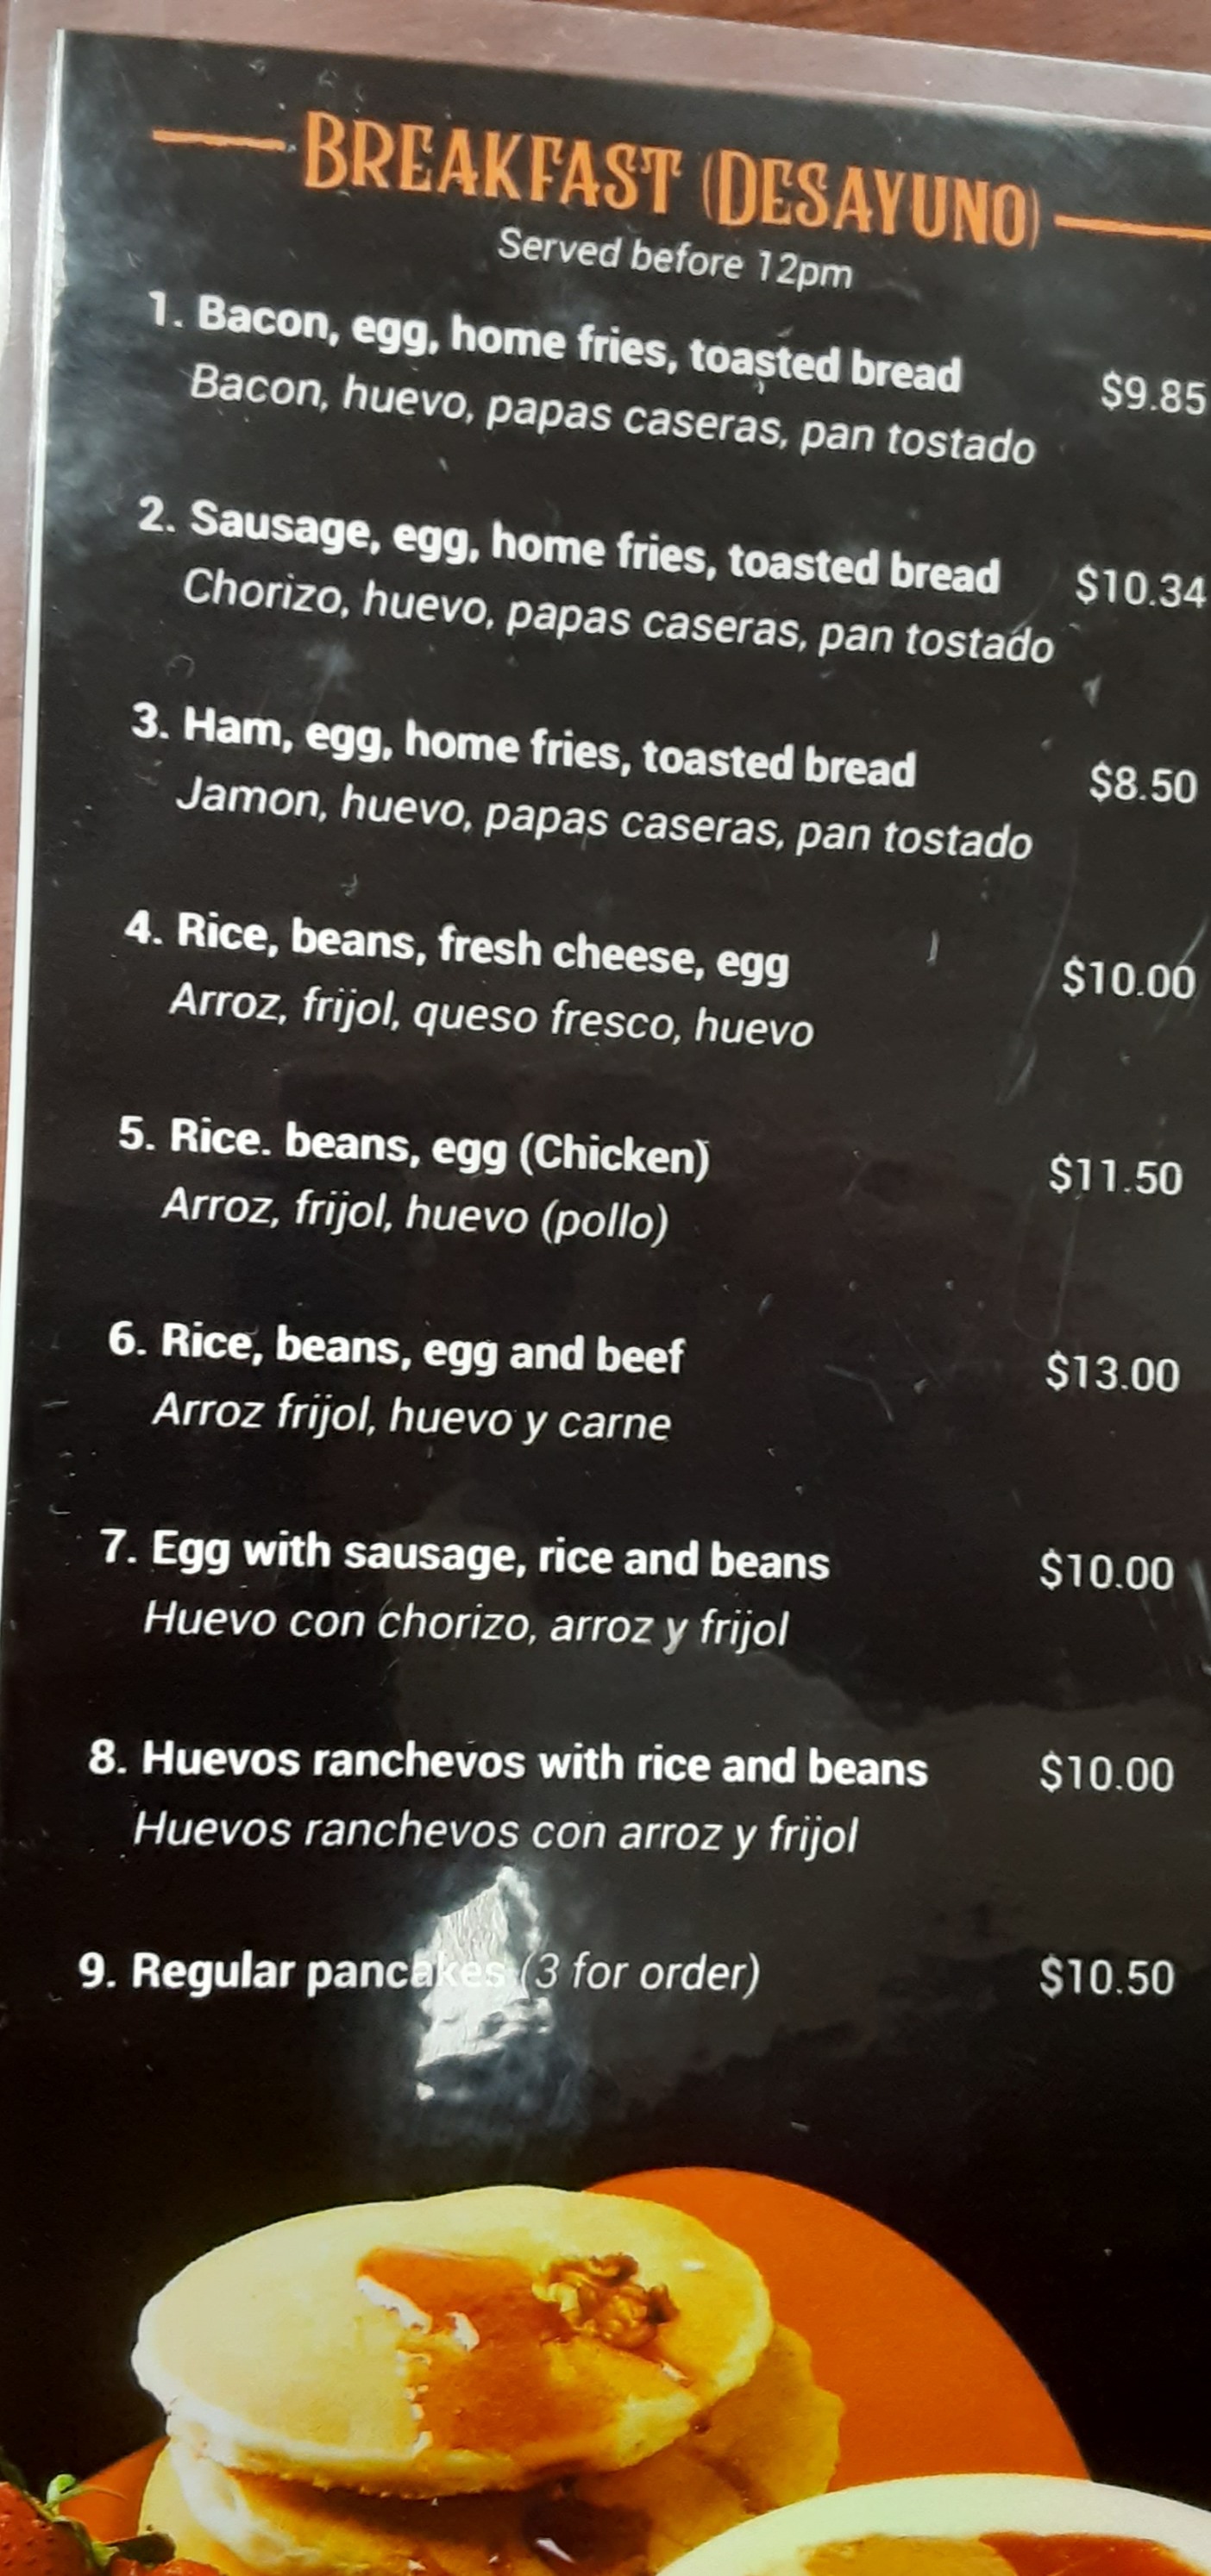 BREAKFAST (DESAYUNO)
Served before 12pm
1. Bacon, egg, home fries, toasted bread $9.85
Bacon, huevo, papas caseras, pan tostado
2. Sausage, egg, home fries, toasted bread $10.34
Chorizo, huevo, papas caseras, pan tostado
3. Ham, egg, home fries, toasted bread $8.50
Jamon, huevo, papas caseras, pan tostado
4. Rice, beans, fresh cheese, egg $10.00
Arroz, frijol, queso fresco, huevo
5. Rice. beans, egg (Chicken) $11.50
Arroz, frijol, huevo (pollo)
6. Rice, beans, egg and beef $13.00
Arroz frijol, huevo y carne
7. Egg with sausage, rice and beans $10.00
Huevo con chorizo, arroz y frijol
8. Huevos ranchevos with rice and beans $10.00
Huevos ranchevos con arroz y frijol
9. Regular pancakes (3 for order) $10.50